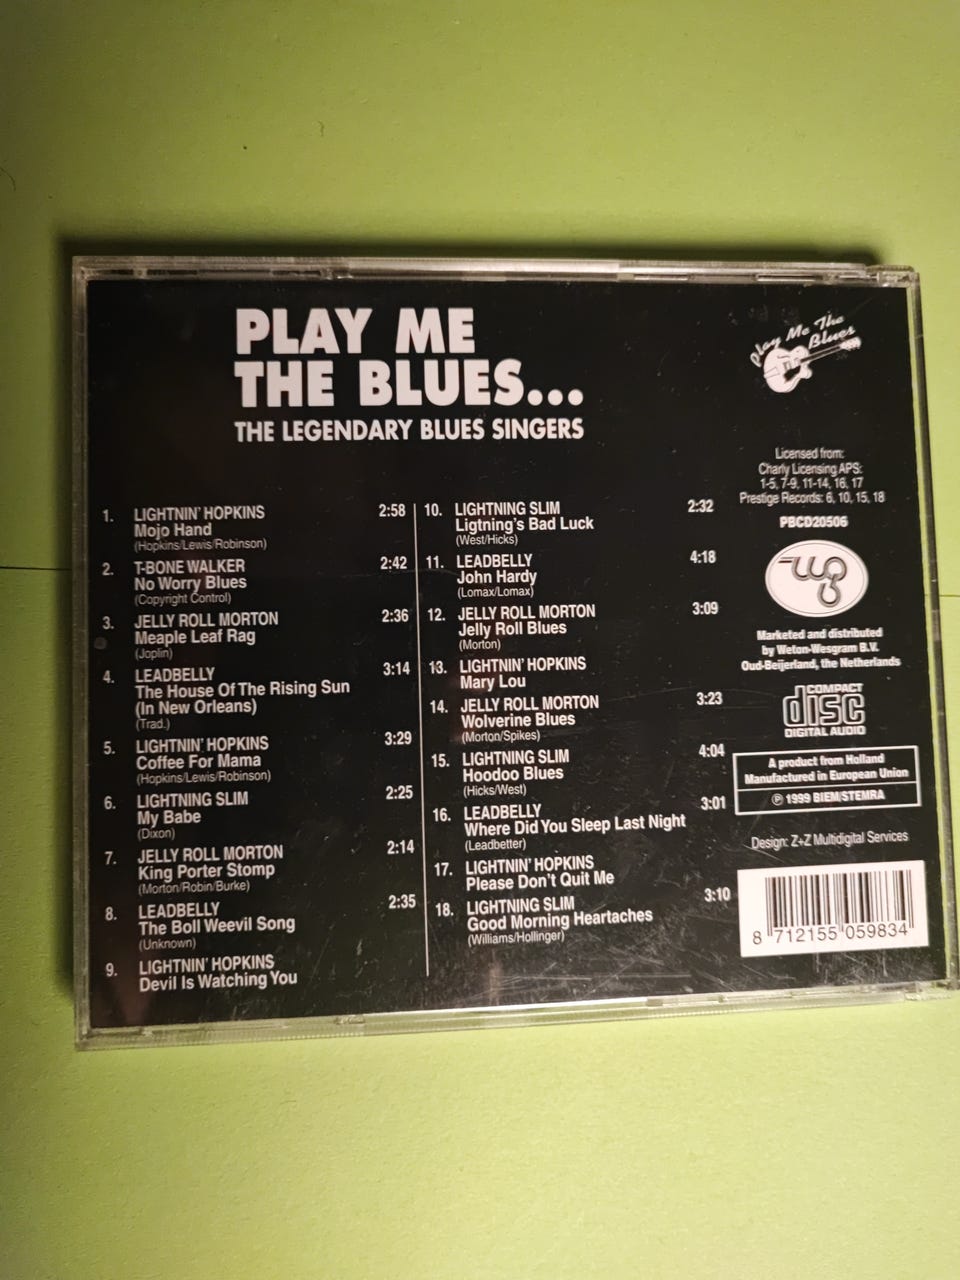 PLAY ME
THE BLUES...
THE LEGENDARY BLUES SINGERS
1. LIGHTNIN' HOPKINS 2:58
Mojo Hand
(Hopkins/Lewis/Robinson)
2. T-BONE WALKER 2:42
No Worry Blues
(Copyright Control)
3. JELLY ROLL MORTON 2:36
Meaple Leaf Rag
(Joplin)
4. LEADBELLY 3:14
The House Of The Rising Sun
(In New Orleans)
(Trad.)
5. LIGHTNIN' HOPKINS 3:29
Coffee For Mama
(Hopkins/Lewis/Robinson)
6. LIGHTNING SLIM 2:25
My Babe
(Dixon)
7. JELLY ROLL MORTON 2:14
King Porter Stomp
(Morton/Robin/Burke)
8. LEADBELLY 2:35
The Boll Weevil Song
(Unknown)
9. LIGHTNIN' HOPKINS
Devil Is Watching You
10. LIGHTNING SLIM 2:32
Ligtning's Bad Luck
(West/Hicks)
11. LEADBELLY 4:18
John Hardy
(Lomax/Lomax)
12. JELLY ROLL MORTON 3:09
Jelly Roll Blues
(Morton)
13. LIGHTNIN' HOPKINS
Mary Lou
14. JELLY ROLL MORTON 3:23
Wolverine Blues
(Morton/Spikes)
15. LIGHTNING SLIM 4:04
Hoodoo Blues
(Hicks/West)
16. LEADBELLY 3:01
Where Did You Sleep Last Night
(Leadbetter)
17. LIGHTNIN' HOPKINS
Please Don't Quit Me
18. LIGHTNING SLIM 3:10
Good Morning Heartaches
(Williams/Hollinger)
Play Me The
Blues
Licensed from:
Charly Licensing APS:
1-5, 7-9, 11-14, 16, 17
Prestige Records: 6, 10, 15, 18
PBCD20506
Marketed and distributed
by Weton-Wesgram B.V.
Oud-Beijerland, the Netherlands
COMPACT
disc
DIGITAL AUDIO
A product from Holland
Manufactured in European Union
℗ 1999 BIEM/STEMRA
Design: Z+Z Multidigital Services
8 712155 059834